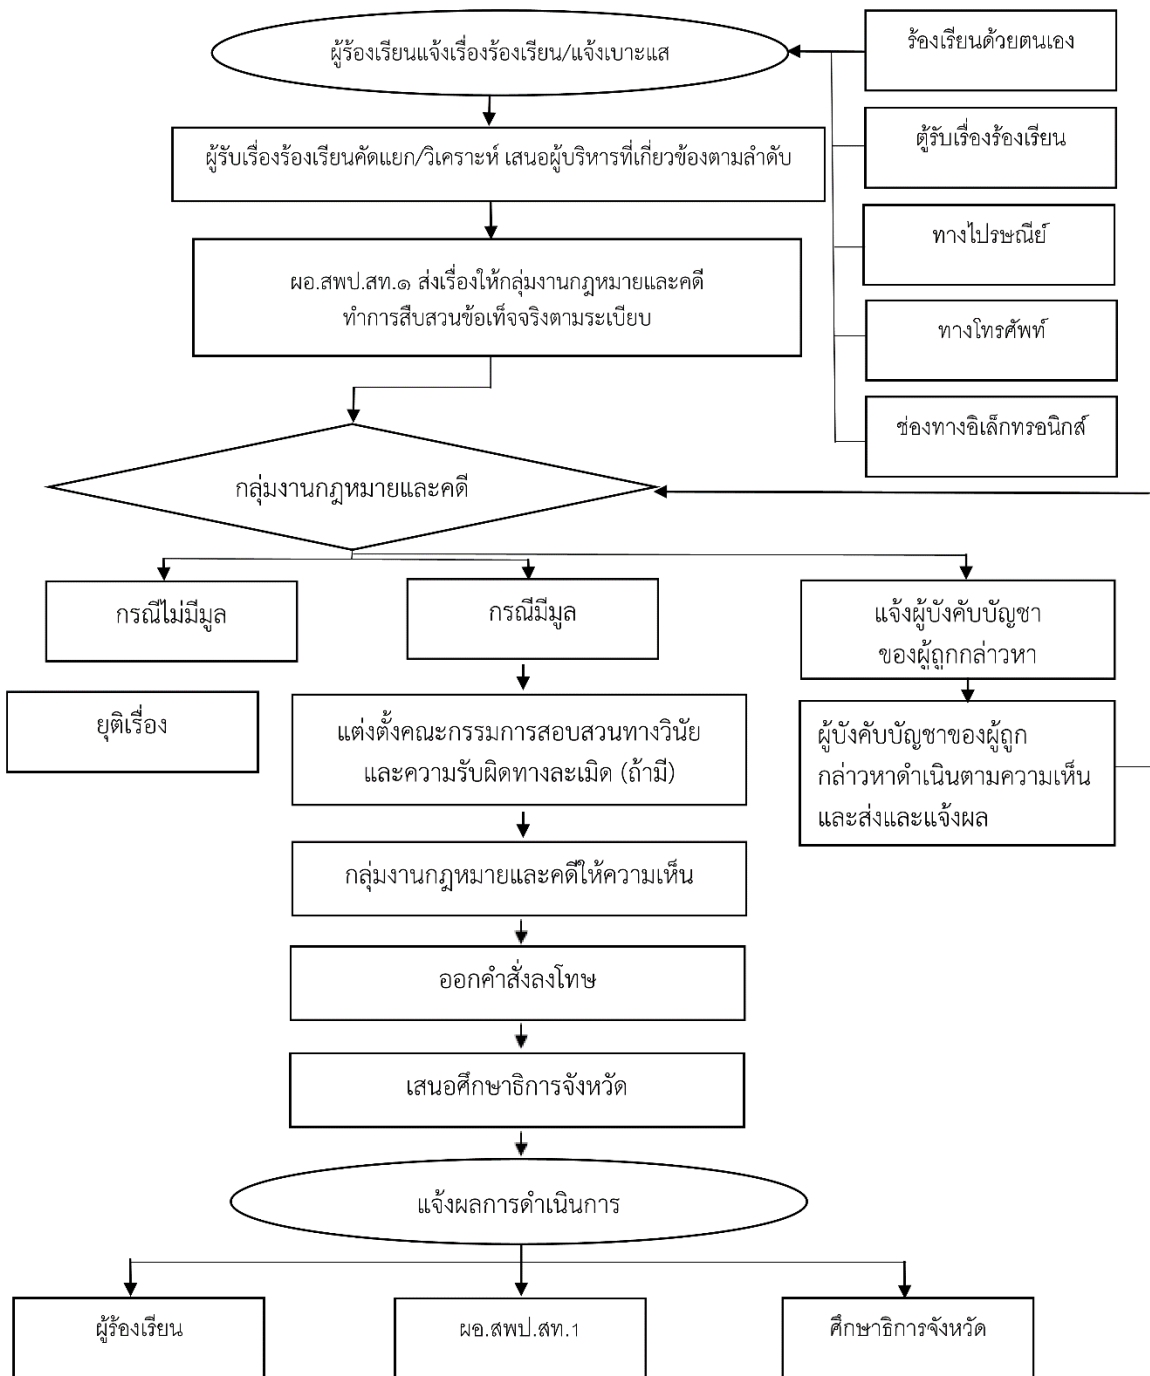 ผู้ร้องเรียนแจ้งเรื่องร้องเรียน/แจ้งเบาะแส
ร้องเรียนด้วยตนเอง
ตู้รับเรื่องร้องเรียน
ทางไปรษณีย์
ทางโทรศัพท์
ช่องทางอิเล็กทรอนิกส์
ผู้รับเรื่องร้องเรียนคัดแยก/วิเคราะห์ เสนอผู้บริหารที่เกี่ยวข้องตามลำดับ
ผอ.สพป.สท.๑ ส่งเรื่องให้กลุ่มงานกฎหมายและคดี
ทำการสืบสวนข้อเท็จจริงตามระเบียบ
กลุ่มงานกฎหมายและคดี
กรณีไม่มีมูล
ยุติเรื่อง
กรณีมีมูล
แต่งตั้งคณะกรรมการสอบสวนทางวินัย
และความรับผิดทางละเมิด (ถ้ามี)
กลุ่มงานกฎหมายและคดีให้ความเห็น
ออกคำสั่งลงโทษ
เสนอศึกษาธิการจังหวัด
แจ้งผู้บังคับบัญชา
ของผู้ถูกกล่าวหา
ผู้บังคับบัญชาของผู้ถูก
กล่าวหาดำเนินตามความเห็น
และส่งและแจ้งผล
แจ้งผลการดำเนินการ
ผู้ร้องเรียน
ผอ.สพป.สท.1
ศึกษาธิการจังหวัด